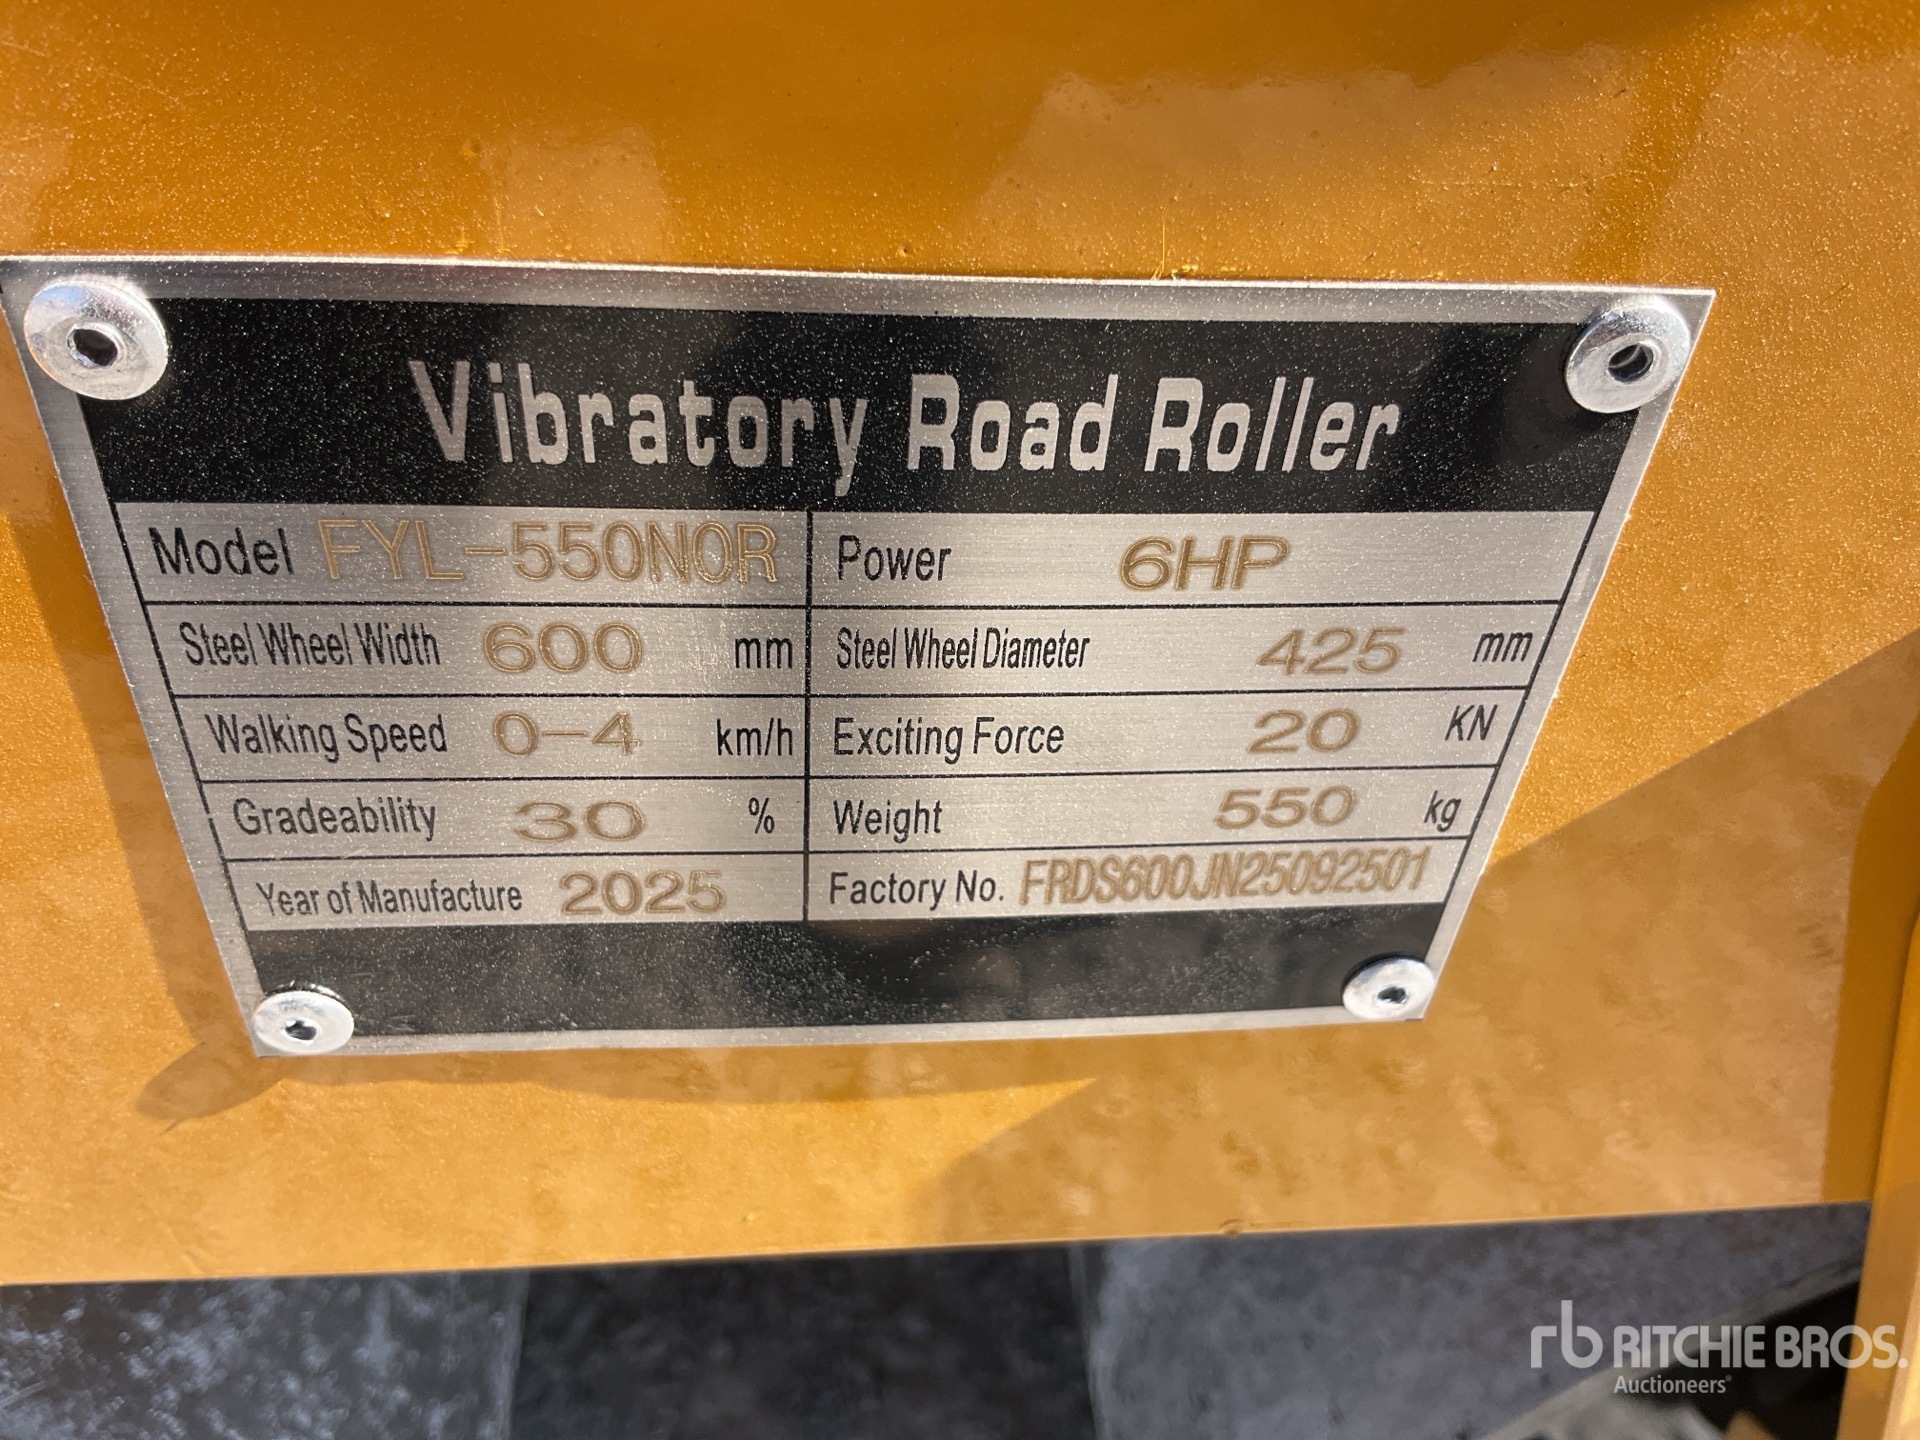 Vibratory Road Roller
Model FYL-550NOR Power 6HP
Steel Wheel Width 600 mm Steel Wheel Diameter 425 mm
Walking Speed 0-4 km/h Exciting Force 20 KN
Gradeability 30 % Weight 550 kg
Year of Manufacture 2025 Factory No. FRDS600JN25092501
rb RITCHIE BROS.
Auctioneers